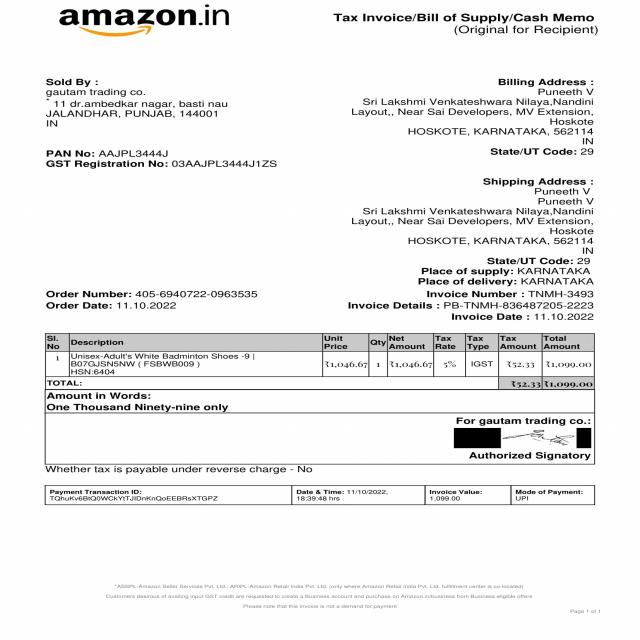 amazon.in
Tax Invoice/Bill of Supply/Cash Memo
(Original for Recipient)
Sold By :
gautam trading co.
* 11 dr.ambedkar nagar, basti nau
JALANDHAR, PUNJAB, 144001
IN
PAN No: AAJPL3444J
GST Registration No: 03AAJPL3444J1ZS
Billing Address :
Puneeth V
Sri Lakshmi Venkateshwara Nilaya,Nandini
Layout,, Near Sai Developers, MV Extension,
Hoskote
HOSKOTE, KARNATAKA, 562114
IN
State/UT Code: 29
Shipping Address :
Puneeth V
Puneeth V
Sri Lakshmi Venkateshwara Nilaya,Nandini
Layout,, Near Sai Developers, MV Extension,
Hoskote
HOSKOTE, KARNATAKA, 562114
IN
State/UT Code: 29
Place of supply: KARNATAKA
Place of delivery: KARNATAKA
Order Number: 405-6940722-0963535
Order Date: 11.10.2022
Invoice Number : TNMH-3493
Invoice Details : PB-TNMH-836487205-2223
Invoice Date : 11.10.2022
Sl. No Description Unit Price Qty Net Amount Tax Rate Tax Type Tax Amount Total Amount
1 Unisex-Adult's White Badminton Shoes -9 |
B07GJSN5NW ( FSBWB009 ) ₹1,046.67 1 ₹1,046.67 5% IGST ₹52.33 ₹1,099.00
HSN:6404
TOTAL: ₹52.33 ₹1,099.00
Amount in Words:
One Thousand Ninety-nine only
For gautam trading co.:
Authorized Signatory
Whether tax is payable under reverse charge - No
Payment Transaction ID: Date & Time: 11/10/2022, Invoice Value: Mode of Payment:
TQhuKv6BtQ0WCkYtTJIDnKnQoEEBRsXTGPZ 18:39:48 hrs 1,099.00 UPI
*ASSPL-Amazon Seller Services Pvt. Ltd., ARIPL-Amazon Retail India Pvt. Ltd. (only where Amazon Retail India Pvt. Ltd. fulfillment center is co-located)
Customers desirous of availing input GST credit are requested to create a Business account and purchase on Amazon.in/business from Business eligible offers
Please note that this invoice is not a demand for payment
Page 1 of 1